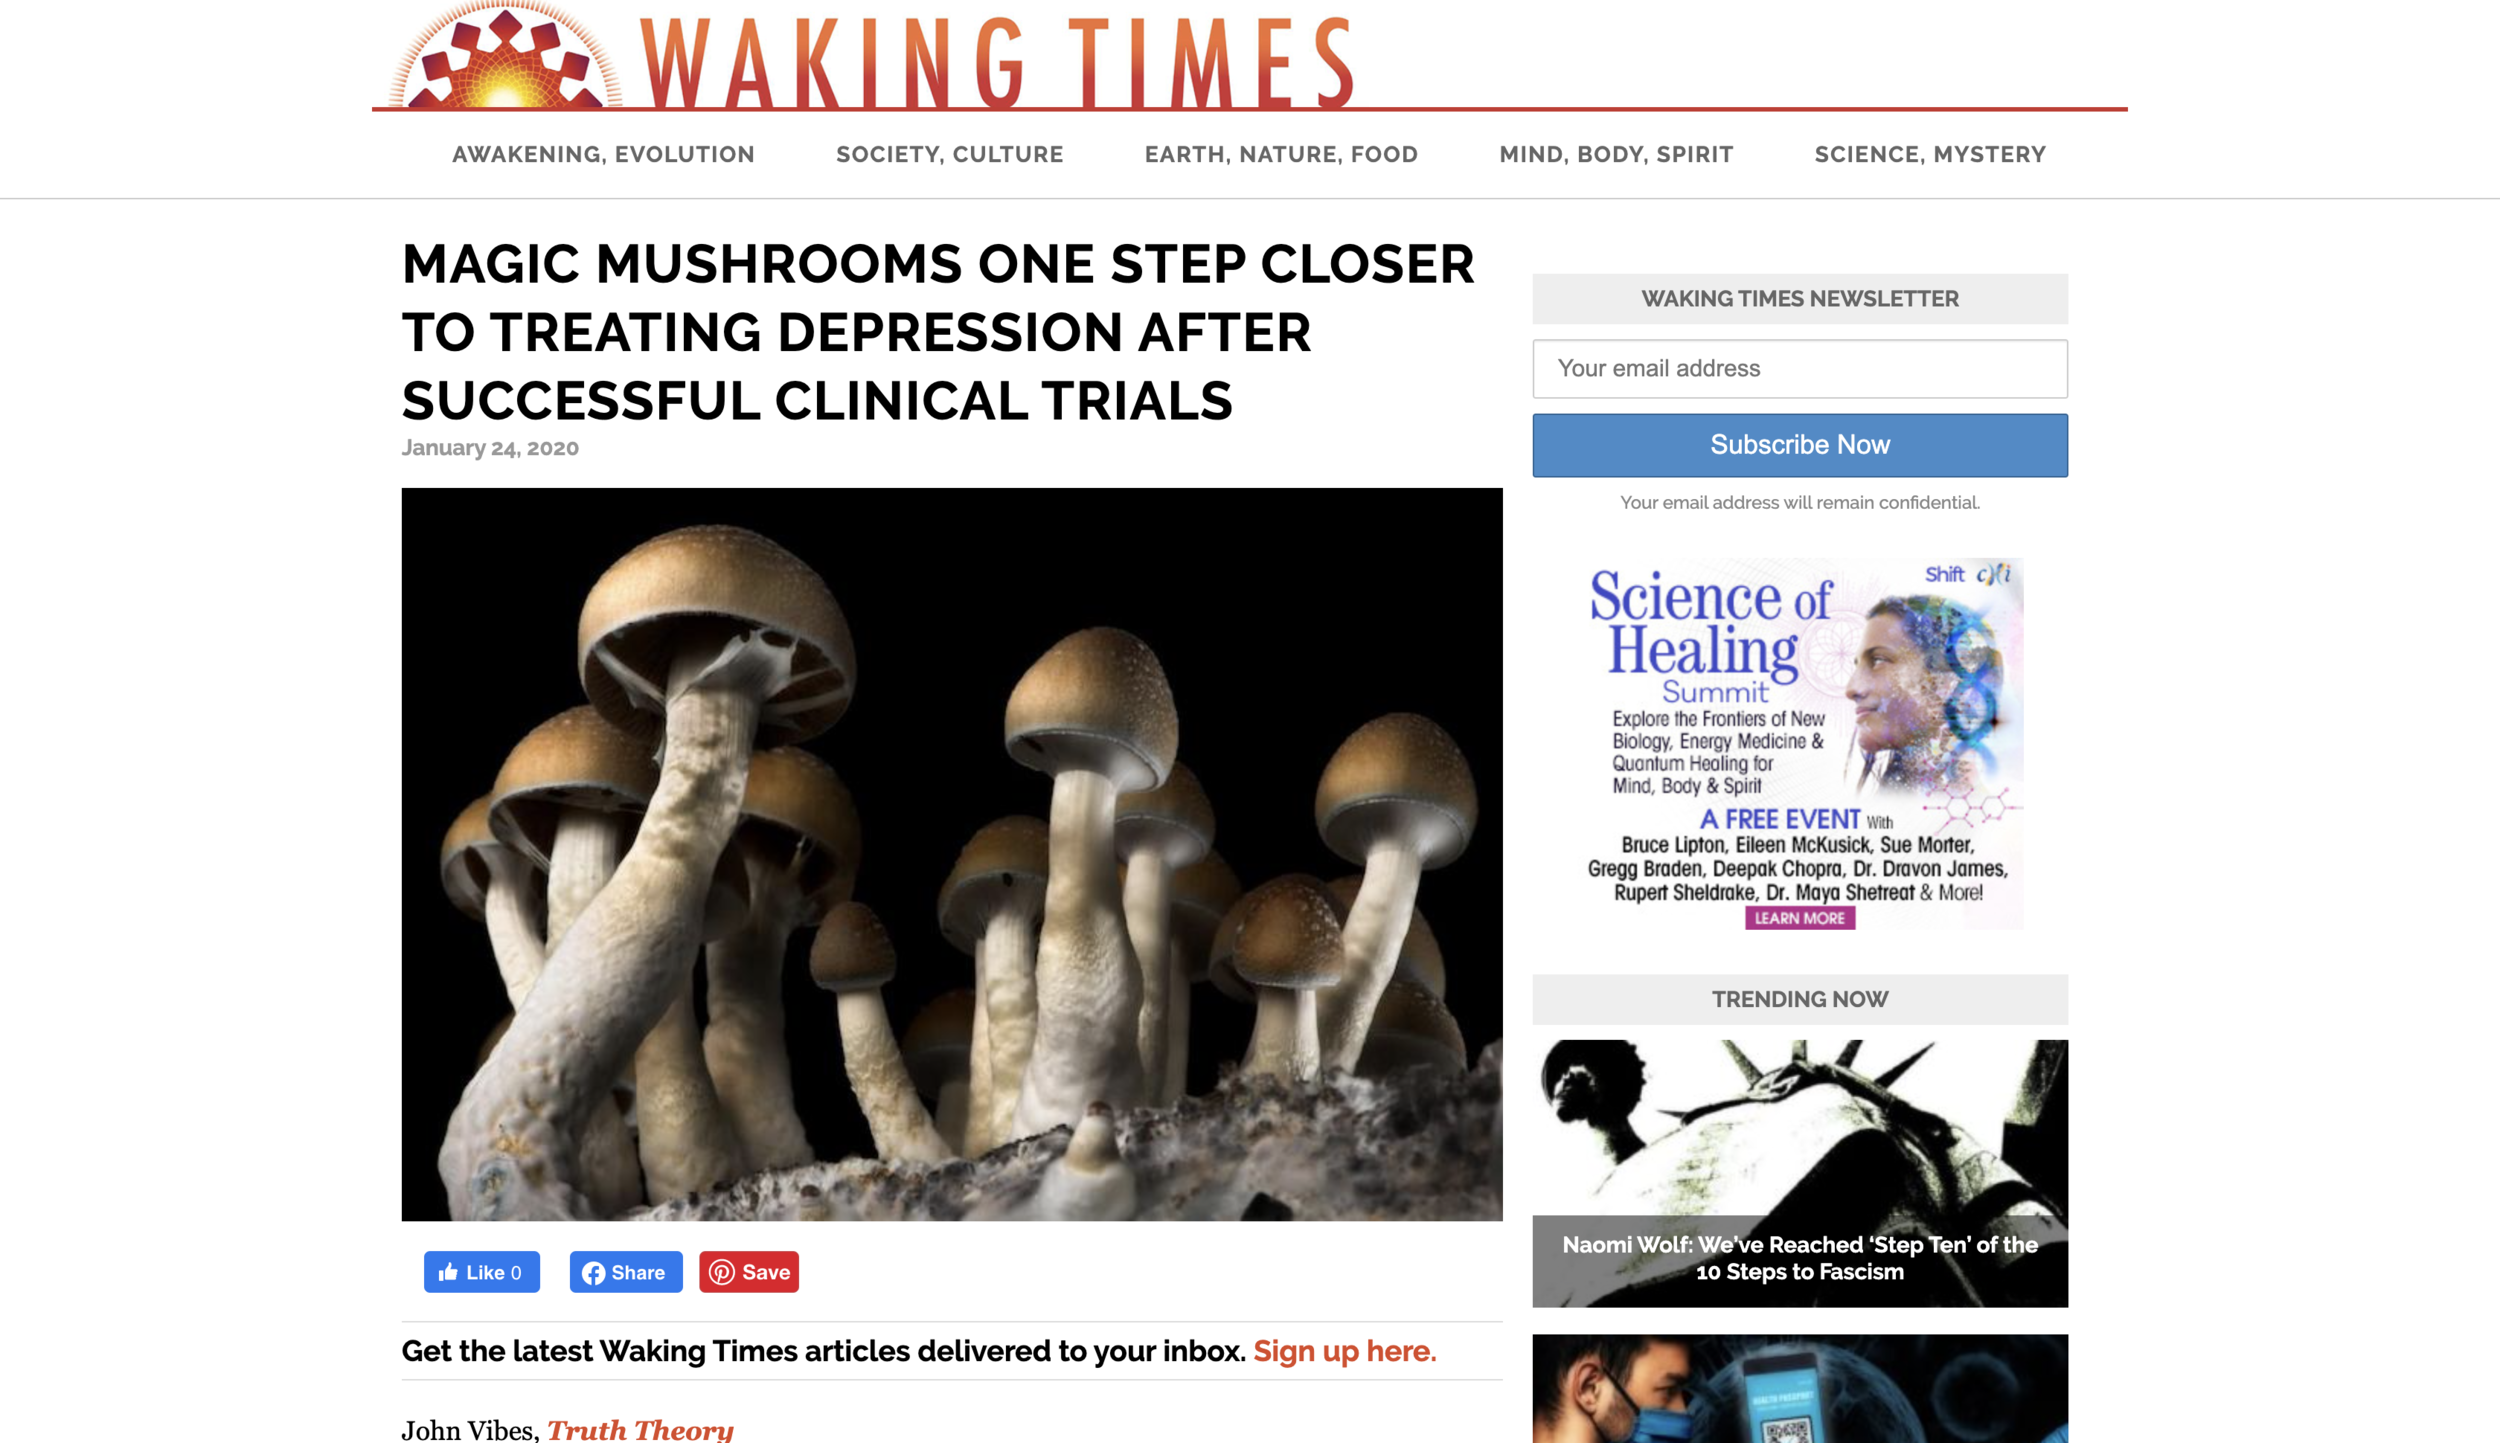 WAKING TIMES
AWAKENING, EVOLUTION
SOCIETY, CULTURE
EARTH, NATURE, FOOD
MIND, BODY, SPIRIT
SCIENCE, MYSTERY
MAGIC MUSHROOMS ONE STEP CLOSER
TO TREATING DEPRESSION AFTER
SUCCESSFUL CLINICAL TRIALS
January 24, 2020
Like 0
Share
Save
Get the latest Waking Times articles delivered to your inbox. Sign up here.
John Vibes, Truth Theory
WAKING TIMES NEWSLETTER
Your email address
Subscribe Now
Your email address will remain confidential.
Shift chi
Science of
Healing
Summit
Explore the Frontiers of New
Biology, Energy Medicine &
Quantum Healing for
Mind, Body & Spirit
A FREE EVENT With
Bruce Lipton, Eileen McKusick, Sue Morter,
Gregg Braden, Deepak Chopra, Dr. Dravon James,
Rupert Sheldrake, Dr. Maya Shetreat & More!
LEARN MORE
TRENDING NOW
Naomi Wolf: We've Reached ‘Step Ten’ of the
10 Steps to Fascism
HEALTH PASSPORT